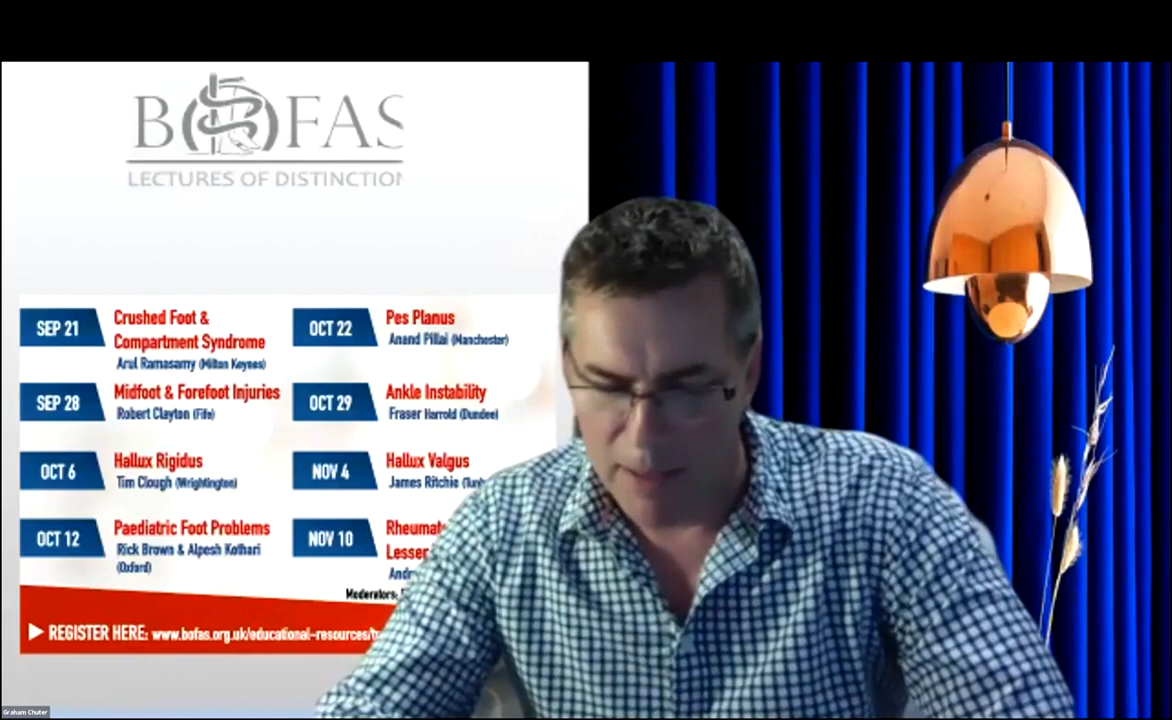 BOFAS
LECTURES OF DISTINCTION
SEP 21
Crushed Foot &
Compartment Syndrome
Arul Ramasamy (Milton Keynes)
SEP 28
Midfoot & Forefoot Injuries
Robert Clayton (Fife)
OCT 6
Hallux Rigidus
Tim Clough (Wrightington)
OCT 12
Paediatric Foot Problems
Rick Brown & Alpesh Kothari
(Oxford)
OCT 22
Pes Planus
Anand Pillai (Manchester)
OCT 29
Ankle Instability
Fraser Harrold (Dundee)
NOV 4
Hallux Valgus
James Ritchie
NOV 10
Lesser
Moderators:
REGISTER HERE: www.bofas.org.uk/educational-resources/
Graham Chuter